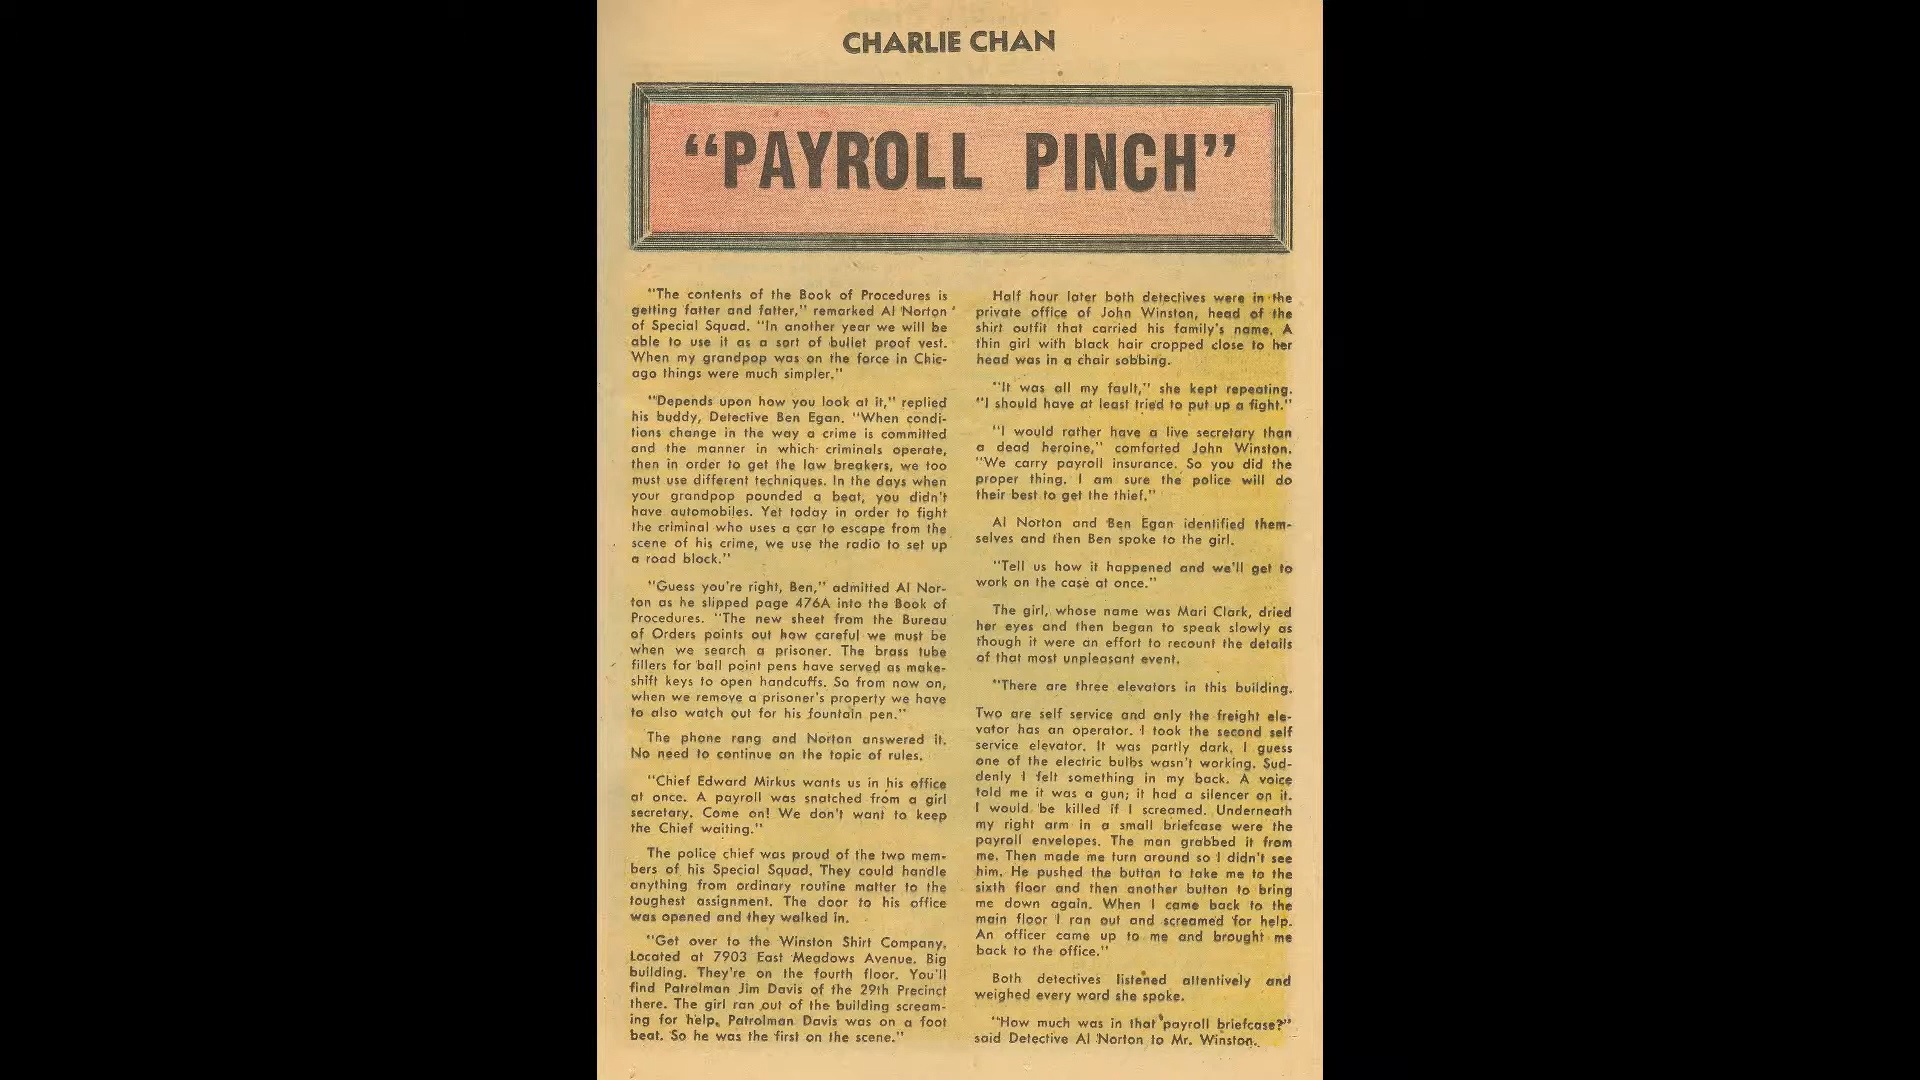 CHARLIE CHAN
“PAYROLL PINCH”
“The contents of the Book of Procedures is
getting fatter and fatter,” remarked Al Norton
of Special Squad. “In another year we will be
able to use it as a sort of bullet proof vest.
When my grandpop was on the force in Chic-
ago things were much simpler.”
“Depends upon how you look at it,” replied
his buddy, Detective Ben Egan. “When condi-
tions change in the way a crime is committed
and the manner in which criminals operate,
then in order to get the law breakers, we too
must use different techniques. In the days when
your grandpop pounded a beat, you didn't
have automobiles. Yet today in order to fight
the criminal who uses a car to escape from the
scene of his crime, we use the radio to set up
a road block.”
“Guess you're right, Ben,” admitted Al Nor-
ton as he slipped page 476A into the Book of
Procedures. “The new sheet from the Bureau
of Orders points out how careful we must be
when we search a prisoner. The brass tube
fillers for ball point pens have served as make-
shift keys to open handcuffs. So from now on,
when we remove a prisoner's property we have
to also watch out for his fountain pen.”
The phone rang and Norton answered it.
No need to continue on the topic of rules.
“Chief Edward Mirkus wants us in his office
at once. A payroll was snatched from a girl
secretary. Come on! We don't want to keep
the Chief waiting.”
The police chief was proud of the two mem-
bers of his Special Squad. They could handle
anything from ordinary routine matter to the
toughest assignment. The door to his office
was opened and they walked in.
“Get over to the Winston Shirt Company.
Located at 7903 East Meadows Avenue. Big
building. They're on the fourth floor. You'll
find Patrolman Jim Davis of the 29th Precinct
there. The girl ran out of the building scream-
ing for help. Patrolman Davis was on a foot
beat. So he was the first on the scene.”
Half hour later both detectives were in the
private office of John Winston, head of the
shirt outfit that carried his family's name. A
thin girl with black hair cropped close to her
head was in a chair sobbing.
“It was all my fault,” she kept repeating.
“I should have at least tried to put up a fight.”
“I would rather have a live secretary than
a dead heroine,” comforted John Winston.
“We carry payroll insurance. So you did the
proper thing. I am sure the police will do
their best to get the thief.”
Al Norton and Ben Egan identified them-
selves and then Ben spoke to the girl.
“Tell us how it happened and we'll get to
work on the case at once.”
The girl, whose name was Mari Clark, dried
her eyes and then began to speak slowly as
though it were an effort to recount the details
of that most unpleasant event.
“There are three elevators in this building.
Two are self service and only the freight ele-
vator has an operator. I took the second self
service elevator. It was partly dark. I guess
one of the electric bulbs wasn't working. Sud-
denly I felt something in my back. A voice
told me it was a gun; it had a silencer on it.
I would be killed if I screamed. Underneath
my right arm in a small briefcase were the
payroll envelopes. The man grabbed it from
me. Then made me turn around so I didn't see
him. He pushed the button to take me to the
sixth floor and then another button to bring
me down again. When I came back to the
main floor I ran out and screamed for help.
An officer came up to me and brought me
back to the office.”
Both detectives listened attentively and
weighed every word she spoke.
“How much was in that payroll briefcase?”
said Detective Al Norton to Mr. Winston.